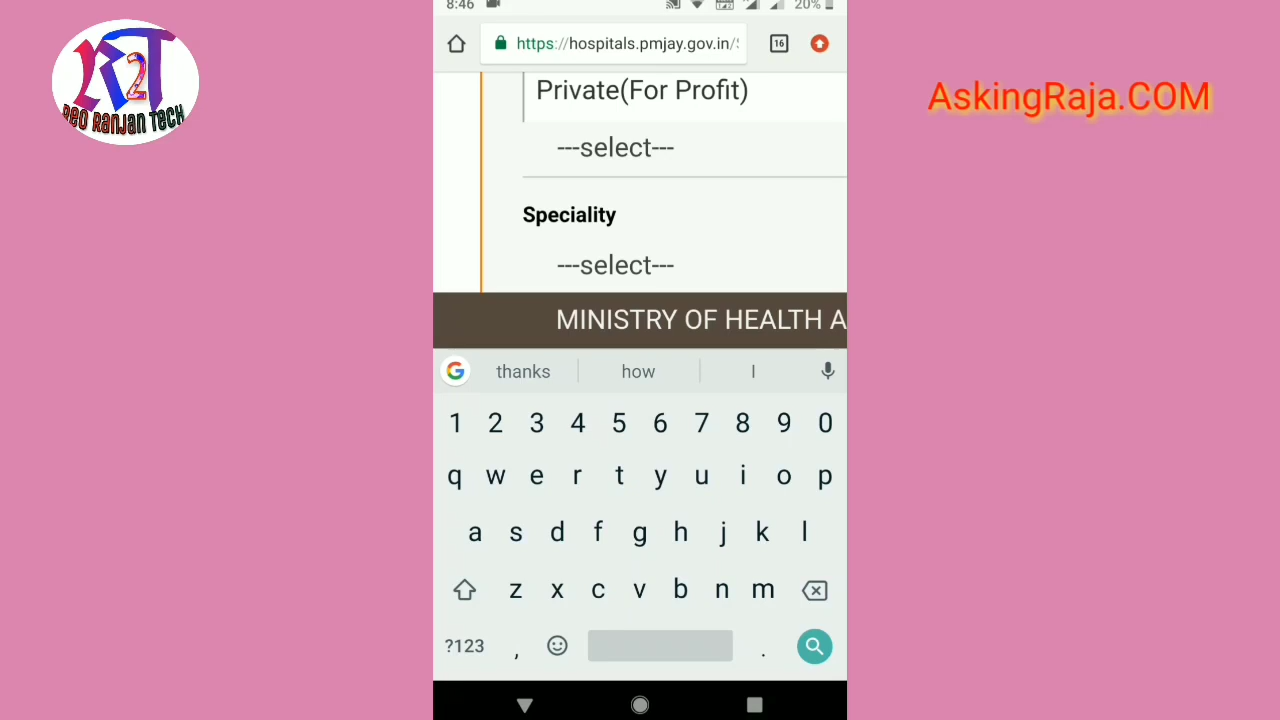 8:46
20%
https://hospitals.pmjay.gov.in/
16
Private(For Profit)
---select---
Speciality
---select---
MINISTRY OF HEALTH A
thanks how I
1 2 3 4 5 6 7 8 9 0
q w e r t y u i o p
a s d f g h j k l
z x c v b n m
?123 , .
R2T
REO RANJAN TECH
AskingRaja.COM